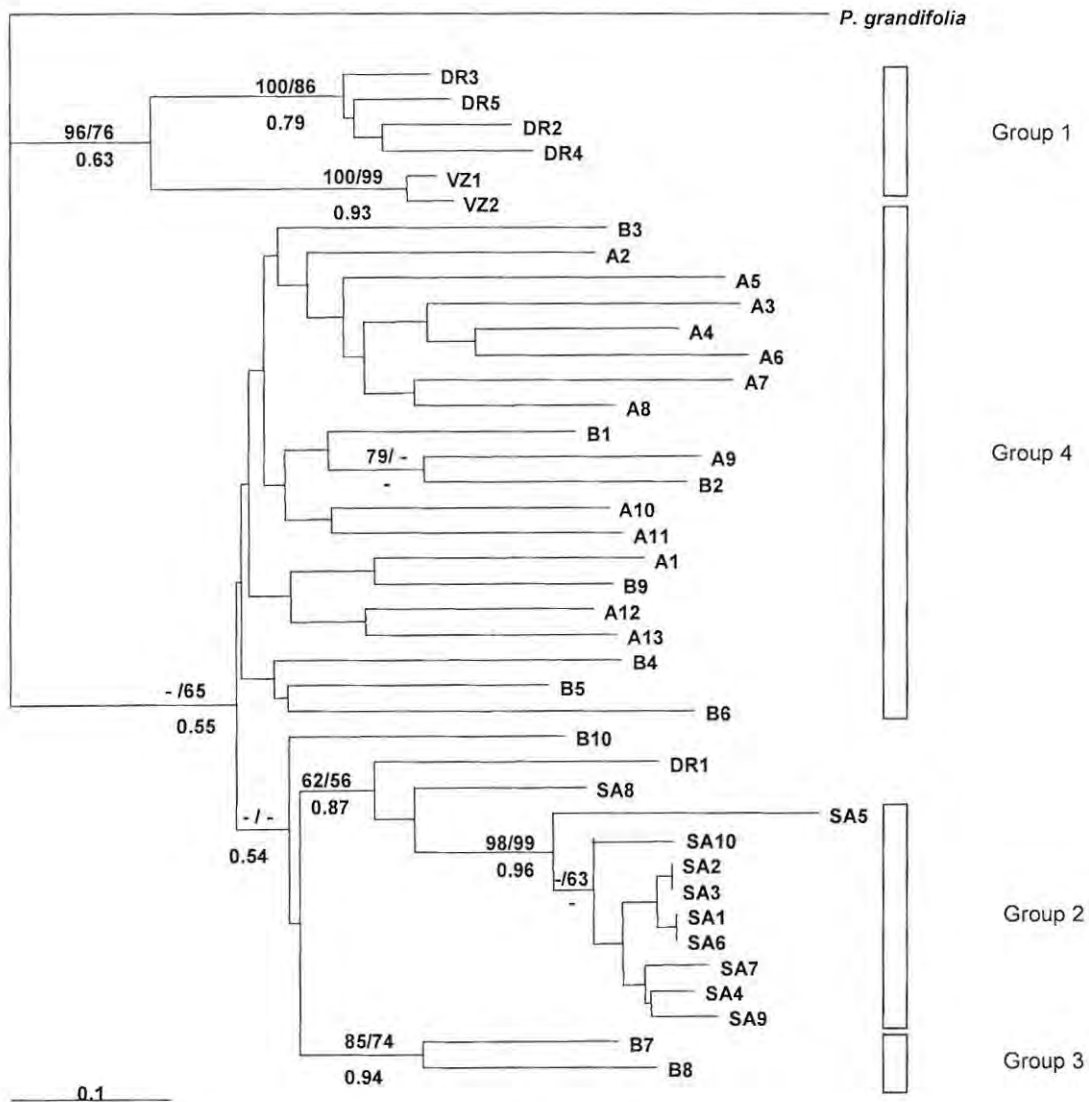 P. grandifolia
DR3
100/86
DR5
0.79
DR2
Group 1
96/76
DR4
0.63
100/99
VZ1
VZ2
0.93
B3
A2
A5
A3
A4
A6
A7
A8
B1
Group 4
79/ -
A9
-
B2
A10
A11
A1
B9
A12
A13
B4
- /65
B5
0.55
B6
B10
DR1
62/56
SA8
0.87
- / -
SA5
0.54
98/99
SA10
0.96
-/63
SA2
-
SA3
SA1
Group 2
SA6
SA7
SA4
SA9
85/74
B7
0.94
B8
Group 3
0.1